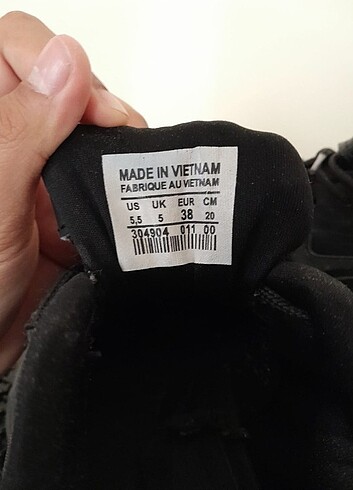 MADE IN VIETNAM
FABRIQUE AU VIETNAM
US UK EUR CM
5,5 5 38 20
304904 011 00